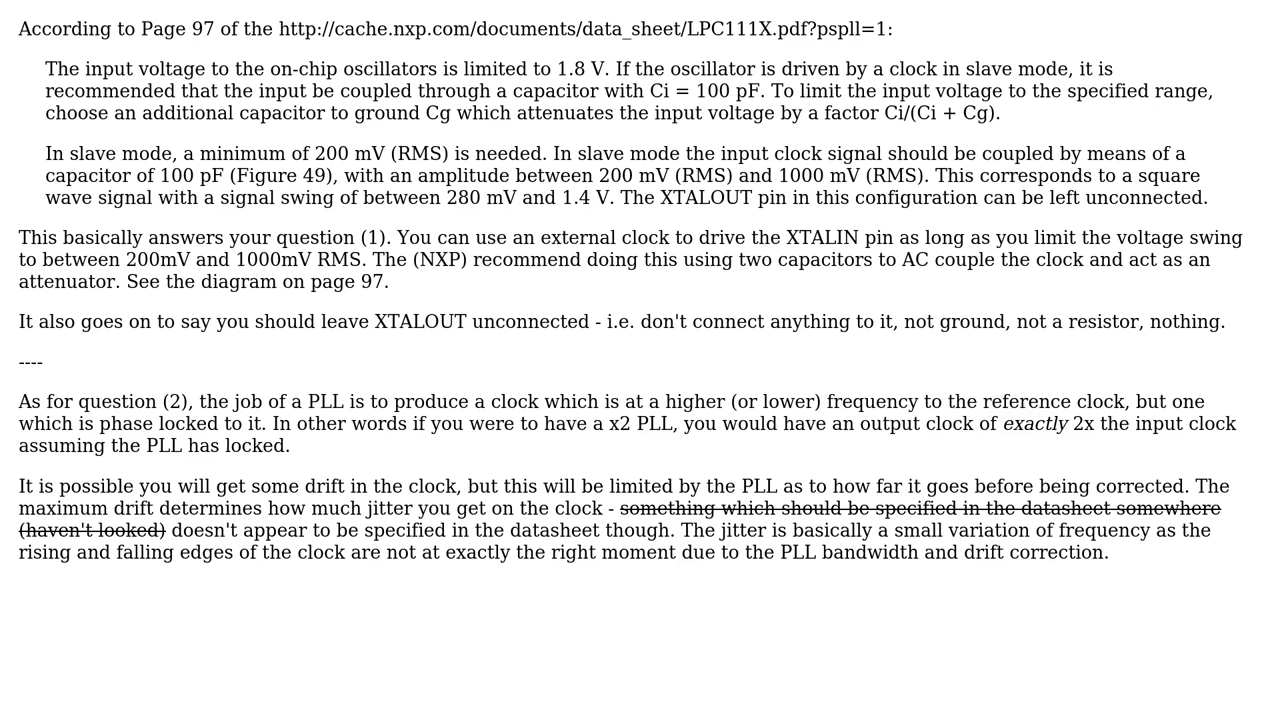 According to Page 97 of the http://cache.nxp.com/documents/data_sheet/LPC111X.pdf?pspll=1:
The input voltage to the on-chip oscillators is limited to 1.8 V. If the oscillator is driven by a clock in slave mode, it is
recommended that the input be coupled through a capacitor with Ci = 100 pF. To limit the input voltage to the specified range,
choose an additional capacitor to ground Cg which attenuates the input voltage by a factor Ci/(Ci + Cg).
In slave mode, a minimum of 200 mV (RMS) is needed. In slave mode the input clock signal should be coupled by means of a
capacitor of 100 pF (Figure 49), with an amplitude between 200 mV (RMS) and 1000 mV (RMS). This corresponds to a square
wave signal with a signal swing of between 280 mV and 1.4 V. The XTALOUT pin in this configuration can be left unconnected.
This basically answers your question (1). You can use an external clock to drive the XTALIN pin as long as you limit the voltage swing
to between 200mV and 1000mV RMS. The (NXP) recommend doing this using two capacitors to AC couple the clock and act as an
attenuator. See the diagram on page 97.
It also goes on to say you should leave XTALOUT unconnected - i.e. don't connect anything to it, not ground, not a resistor, nothing.
----
As for question (2), the job of a PLL is to produce a clock which is at a higher (or lower) frequency to the reference clock, but one
which is phase locked to it. In other words if you were to have a x2 PLL, you would have an output clock of exactly 2x the input clock
assuming the PLL has locked.
It is possible you will get some drift in the clock, but this will be limited by the PLL as to how far it goes before being corrected. The
maximum drift determines how much jitter you get on the clock - something which should be specified in the datasheet somewhere
(haven't looked) doesn't appear to be specified in the datasheet though. The jitter is basically a small variation of frequency as the
rising and falling edges of the clock are not at exactly the right moment due to the PLL bandwidth and drift correction.